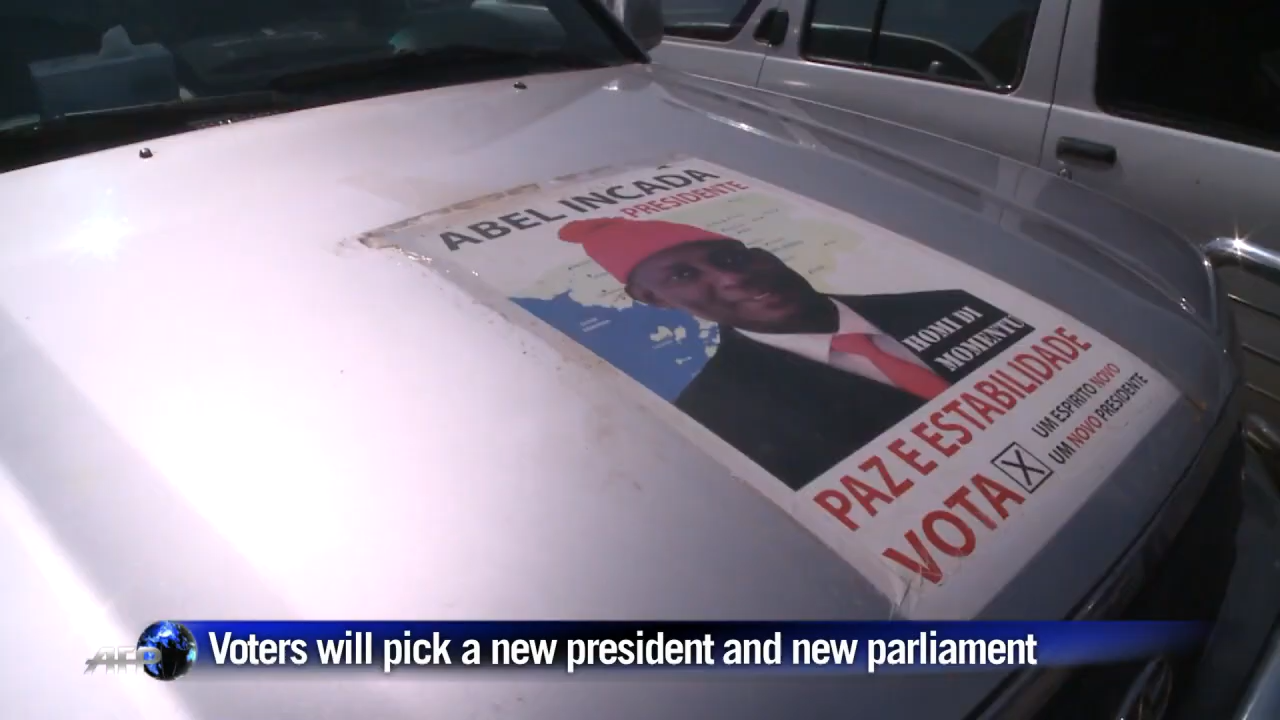 ABEL INCADA
PRESIDENTE
HOMI DI
MOMENTU
PAZ E ESTABILIDADE
VOTA X
UM ESPIRITO NOVO
UM NOVO PRESIDENTE
AFP
Voters will pick a new president and new parliament